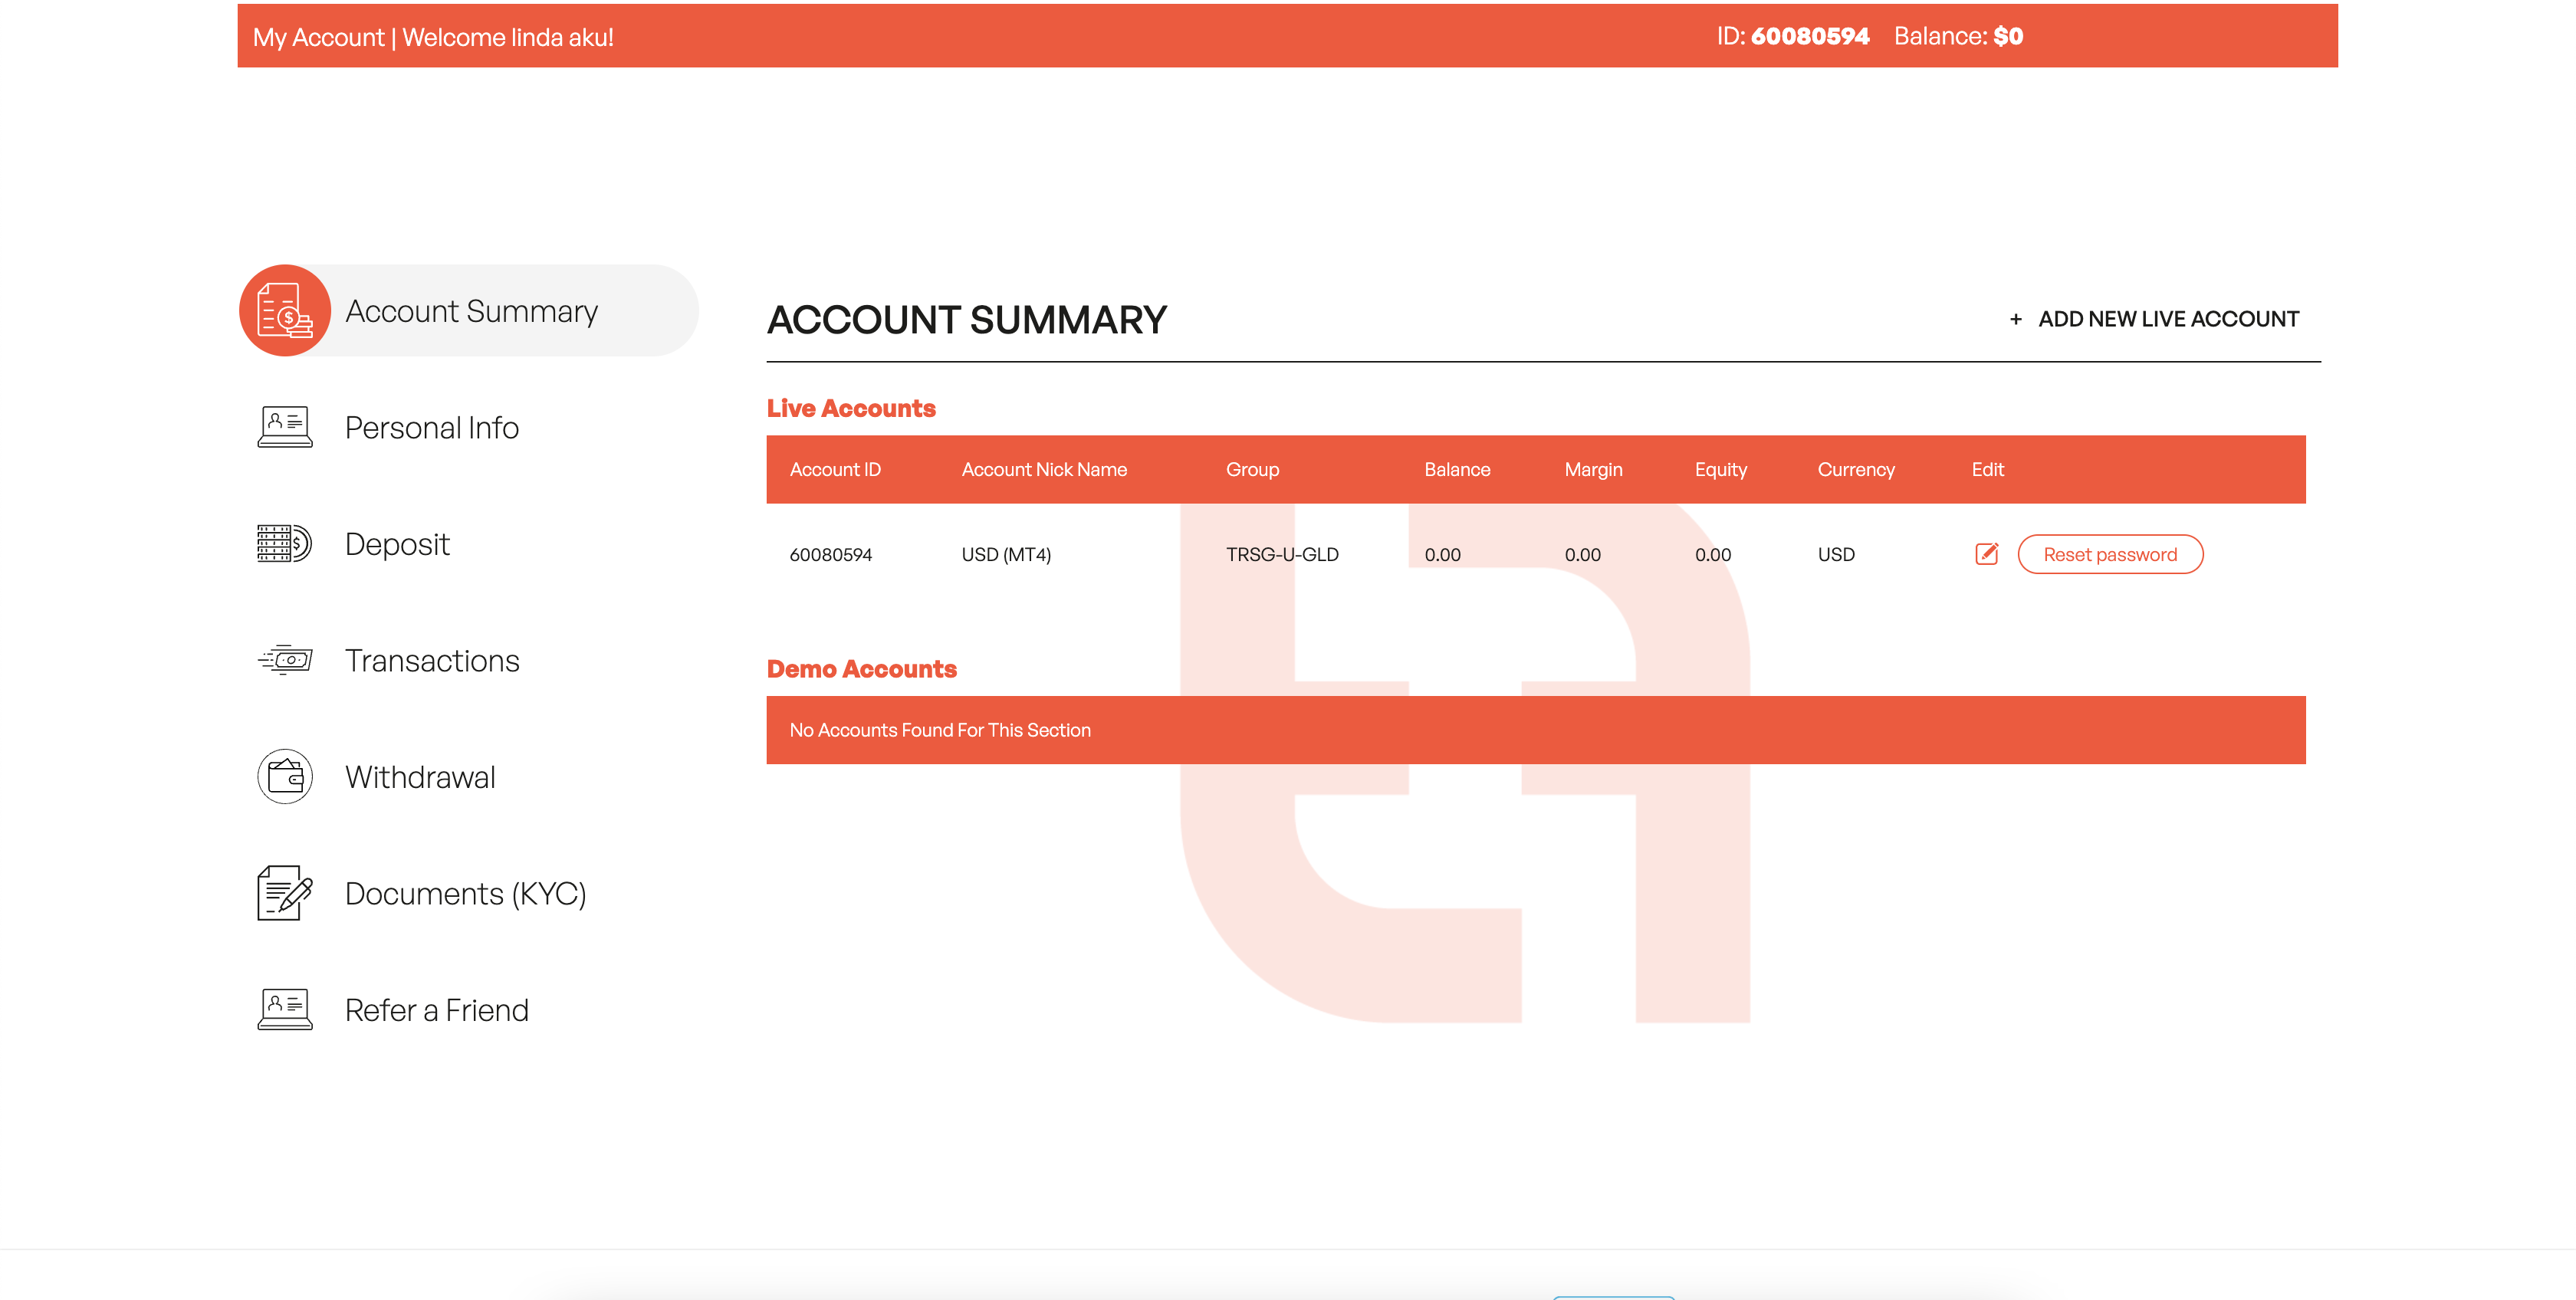 My Account | Welcome linda aku!
ID: 60080594 Balance: $0
Account Summary
Personal Info
Deposit
Transactions
Withdrawal
Documents (KYC)
Refer a Friend
ACCOUNT SUMMARY
+ ADD NEW LIVE ACCOUNT
Live Accounts
Account ID Account Nick Name Group Balance Margin Equity Currency Edit
60080594 USD (MT4) TRSG-U-GLD 0.00 0.00 0.00 USD Reset password
Demo Accounts
No Accounts Found For This Section